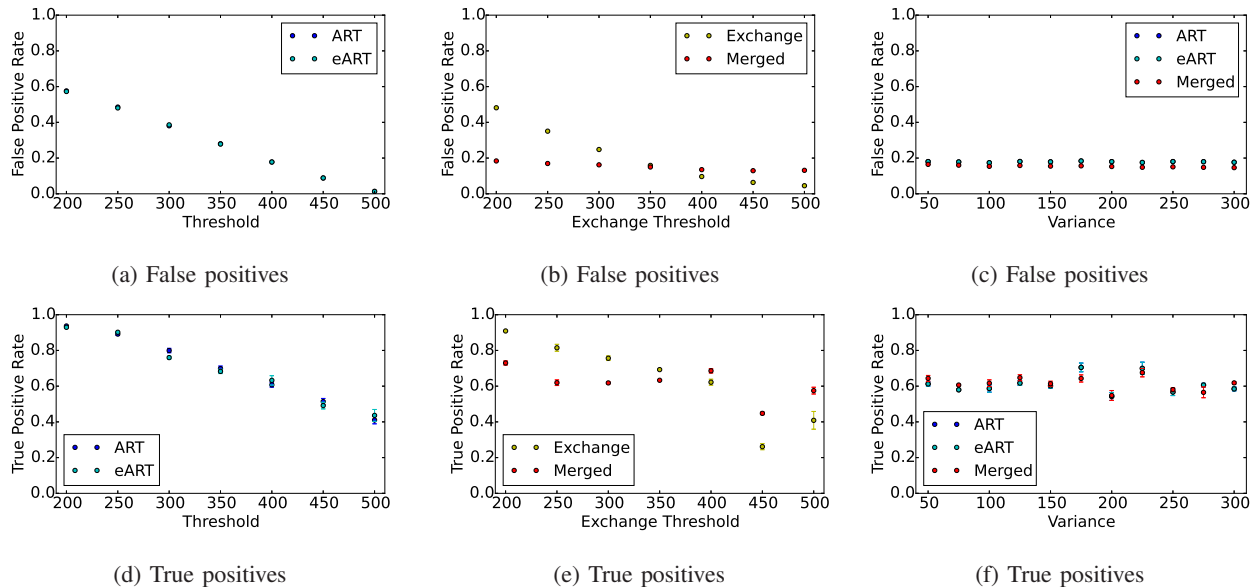 1.0
0.8
0.6
0.4
0.2
0.0
False Positive Rate
200 250 300 350 400 450 500
Threshold
ART
eART
(a) False positives
1.0
0.8
0.6
0.4
0.2
0.0
False Positive Rate
200 250 300 350 400 450 500
Exchange Threshold
Exchange
Merged
(b) False positives
1.0
0.8
0.6
0.4
0.2
0.0
False Positive Rate
50 100 150 200 250 300
Variance
ART
eART
Merged
(c) False positives
1.0
0.8
0.6
0.4
0.2
0.0
True Positive Rate
200 250 300 350 400 450 500
Threshold
ART
eART
(d) True positives
1.0
0.8
0.6
0.4
0.2
0.0
True Positive Rate
200 250 300 350 400 450 500
Exchange Threshold
Exchange
Merged
(e) True positives
1.0
0.8
0.6
0.4
0.2
0.0
True Positive Rate
50 100 150 200 250 300
Variance
ART
eART
Merged
(f) True positives